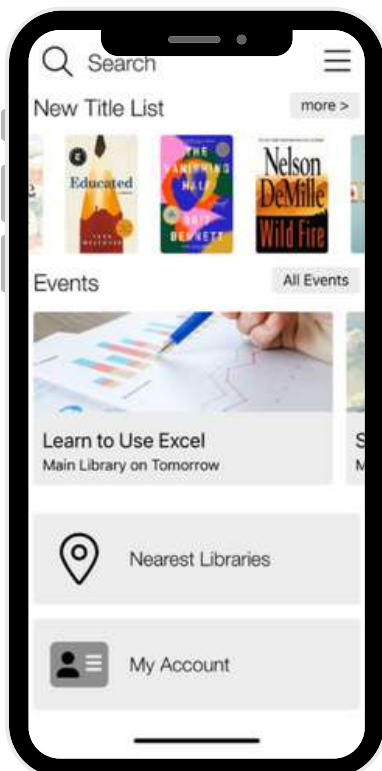 Search
New Title List
more >
Educated
THE
VANISHING
HALF
BRIT
BENNETT
Nelson
DeMille
Wild Fire
Events
All Events
Learn to Use Excel
Main Library on Tomorrow
S
M
Nearest Libraries
My Account